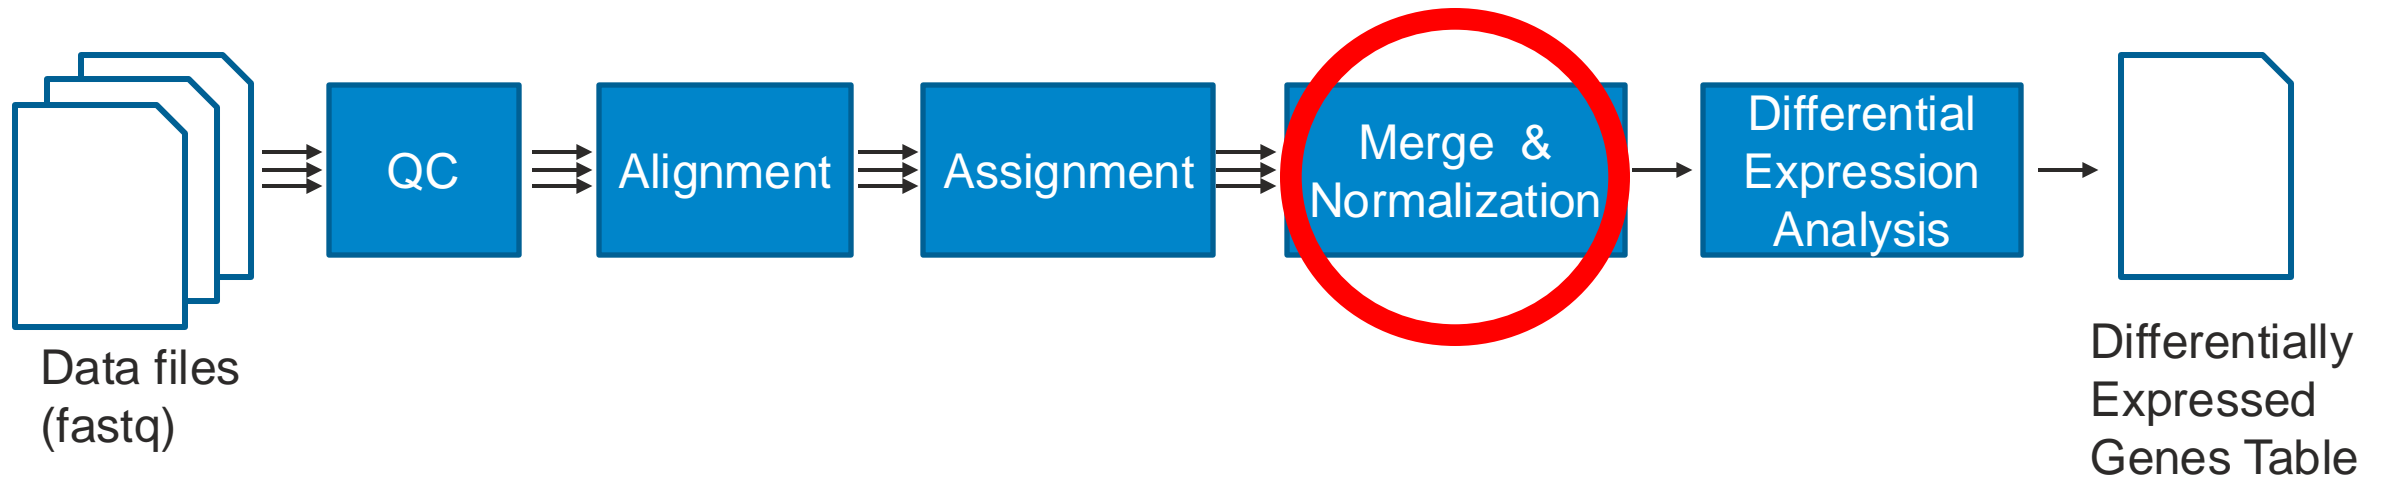 Data files
(fastq)
QC
Alignment
Assignment
Merge &
Normalization
Differential
Expression
Analysis
Differentially
Expressed
Genes Table